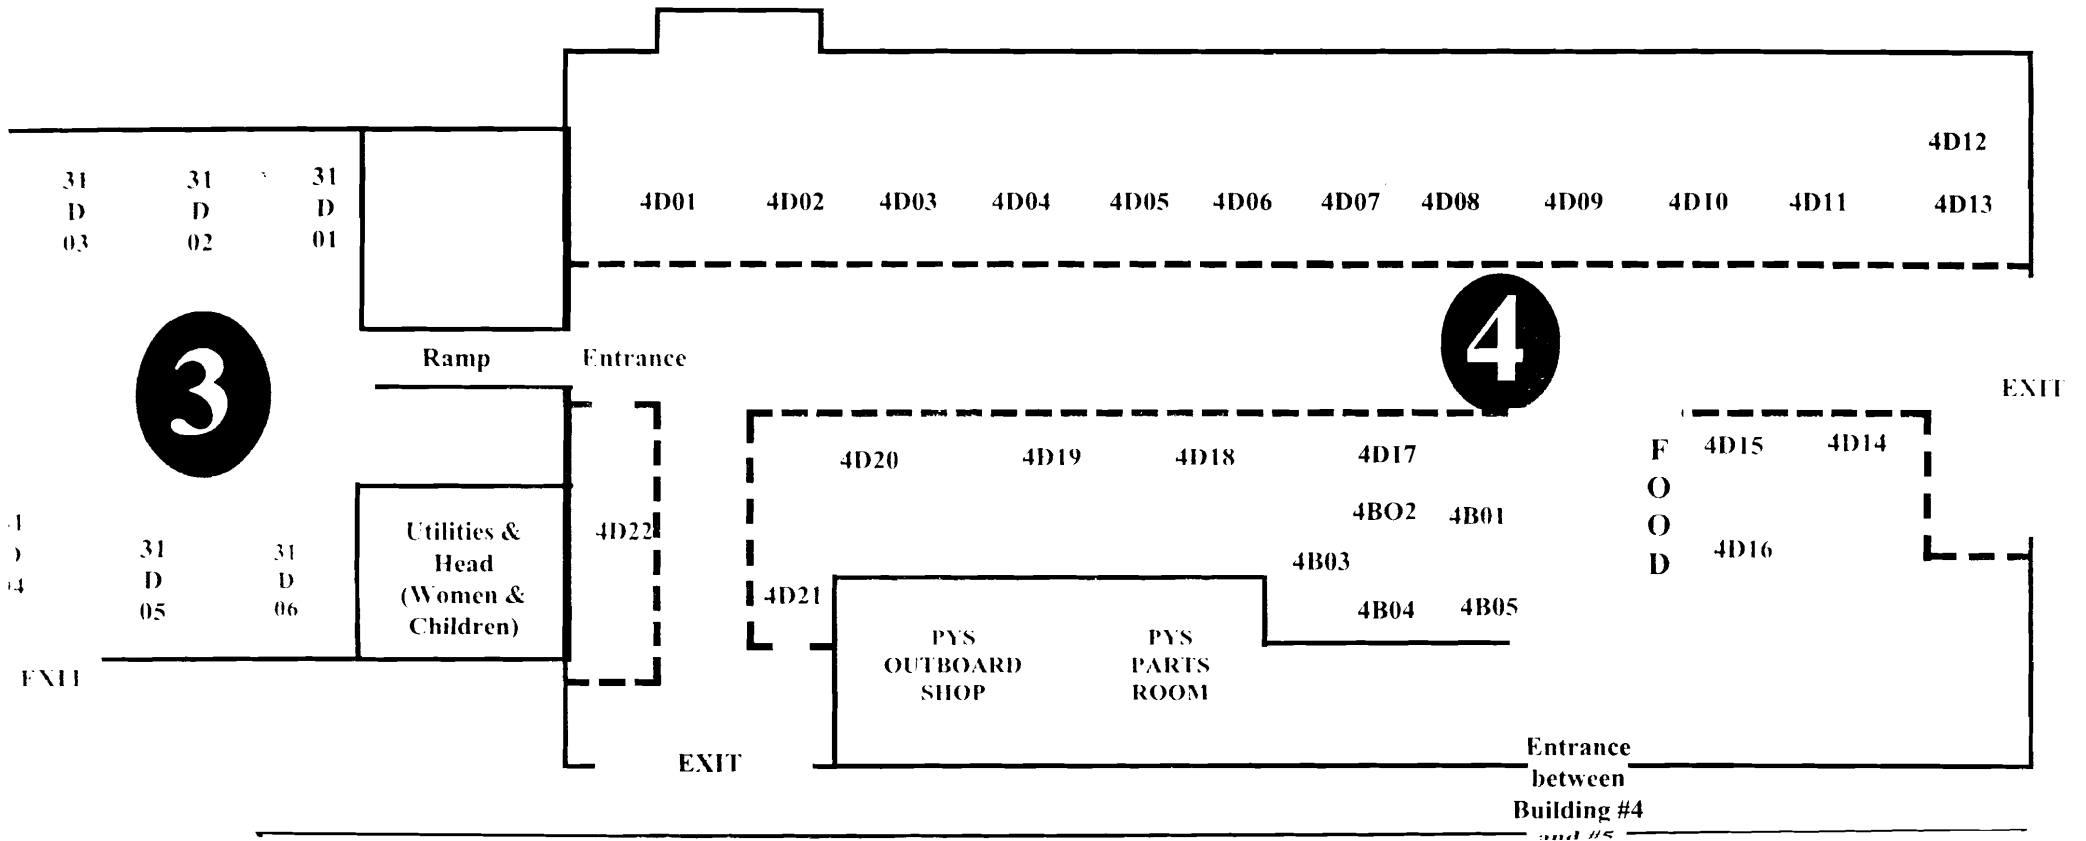 4D12
4D01 4D02 4D03 4D04 4D05 4D06 4D07 4D08 4D09 4D10 4D11 4D13
31 31 31
D D D
03 02 01
3
4
Ramp Entrance
EXIT
4D20 4D19 4D18 4D17
4BO2 4B01
4B03
4B04 4B05
F
O
O
D
4D15 4D14
4D16
4D22
4D21
Utilities &
Head
(Women &
Children)
31 31
D D
05 06
EXIT
PYS
OUTBOARD
SHOP
PYS
PARTS
ROOM
EXIT
Entrance
between
Building #4
and #5